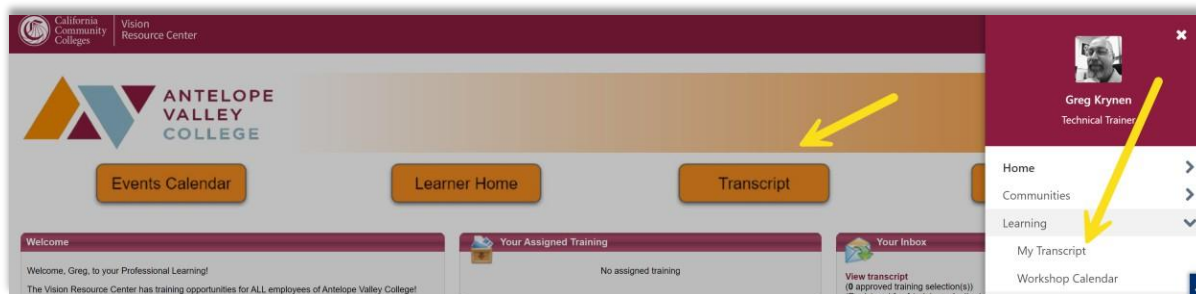 California
Community
Colleges
Vision
Resource Center
Greg Krynen
Technical Trainer
ANTELOPE
VALLEY
COLLEGE
Events Calendar
Learner Home
Transcript
Home
Communities
Learning
My Transcript
Workshop Calendar
Welcome
Welcome, Greg, to your Professional Learning!
The Vision Resource Center has training opportunities for ALL employees of Antelope Valley College!
Your Assigned Training
No assigned training
Your Inbox
View transcript
(0 approved training selection(s))